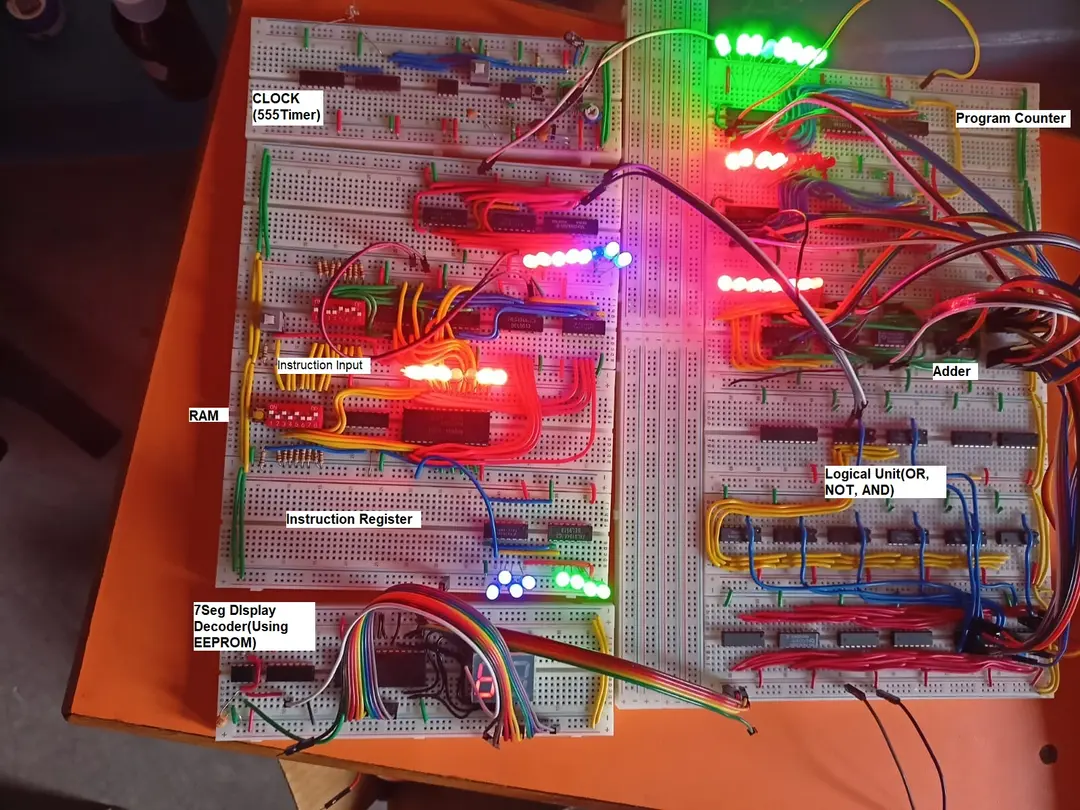 CLOCK
(555Timer)
Program Counter
Instruction Input
Adder
RAM
Logical Unit(OR,
NOT, AND)
Instruction Register
7Seg DIsplay
Decoder(Using
EEPROM)